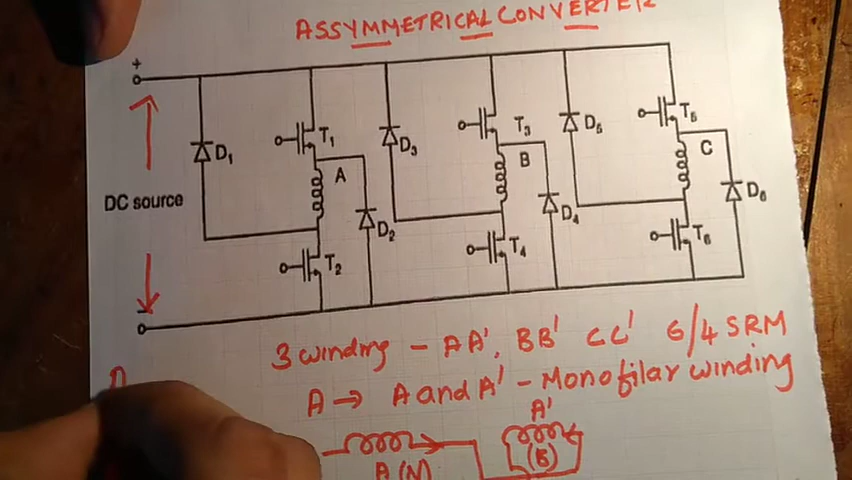 ASSYMMETRICAL CONVERTER
+
D1 T1 D3 T3 D5 T5
A B C
DC source
D2 D4 D6
T2 T4 T6
-
3 winding - AA', BB' CC' 6/4 SRM
A → A and A' - Monofilar winding
A'
A (N) (B)